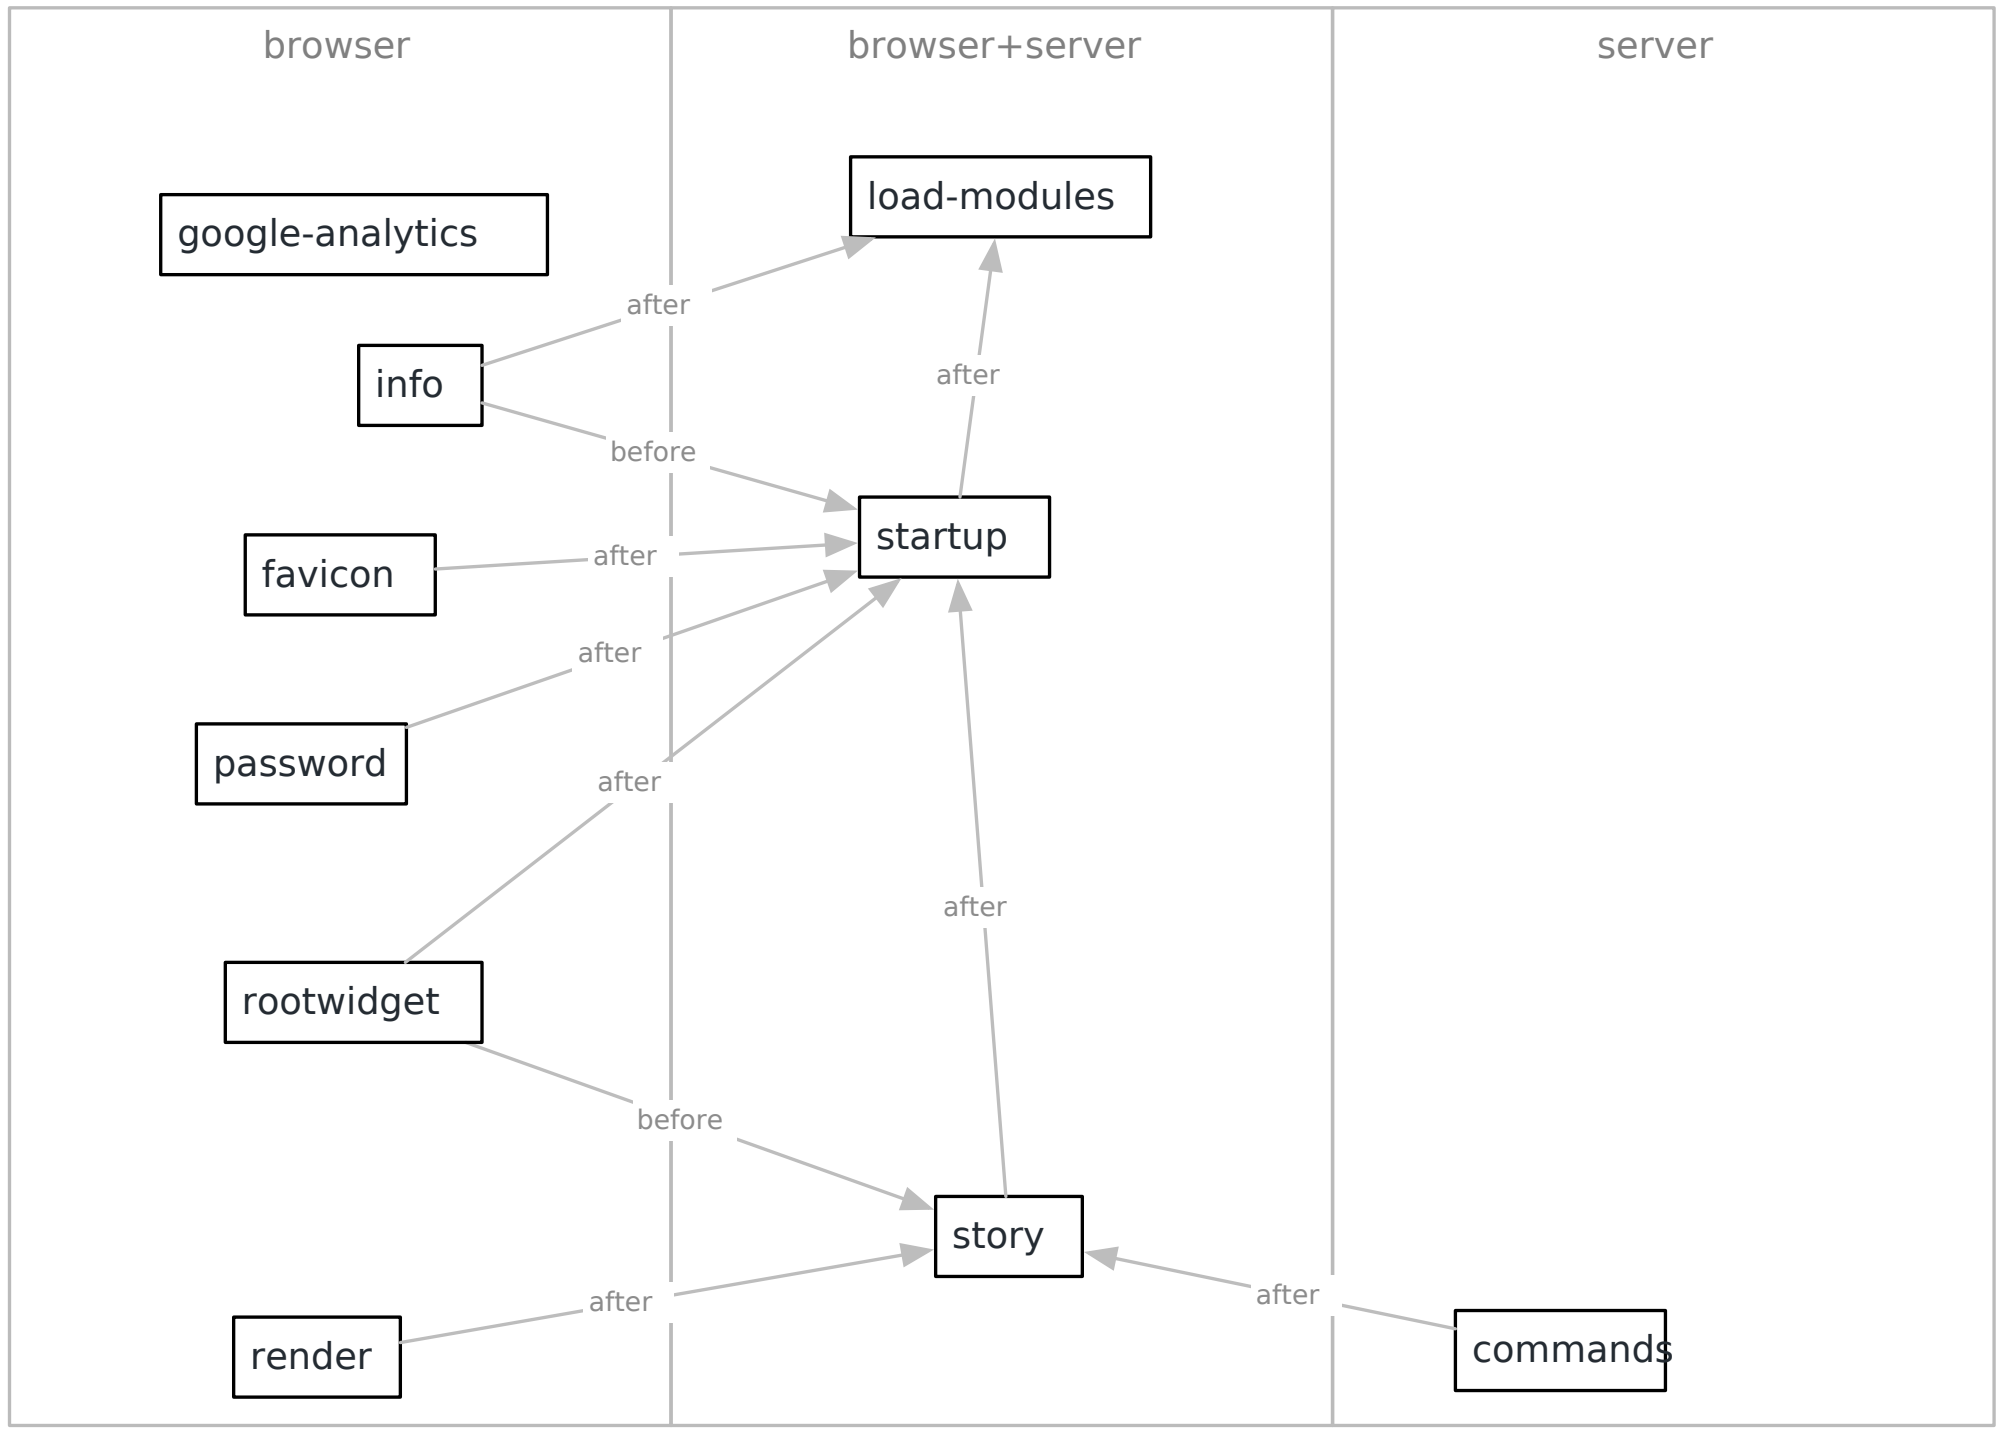 browser
browser+server
server
load-modules
google-analytics
after
info
after
before
startup
after
favicon
after
password
after
after
rootwidget
before
story
after
after
render
commands